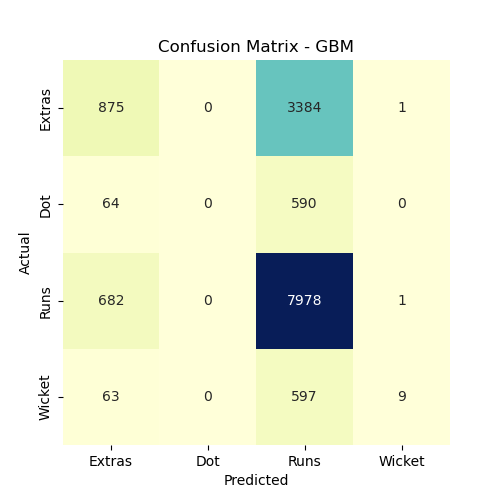 Confusion Matrix - GBM
Actual
Extras 875 0 3384 1
Dot 64 0 590 0
Runs 682 0 7978 1
Wicket 63 0 597 9
Extras Dot Runs Wicket
Predicted